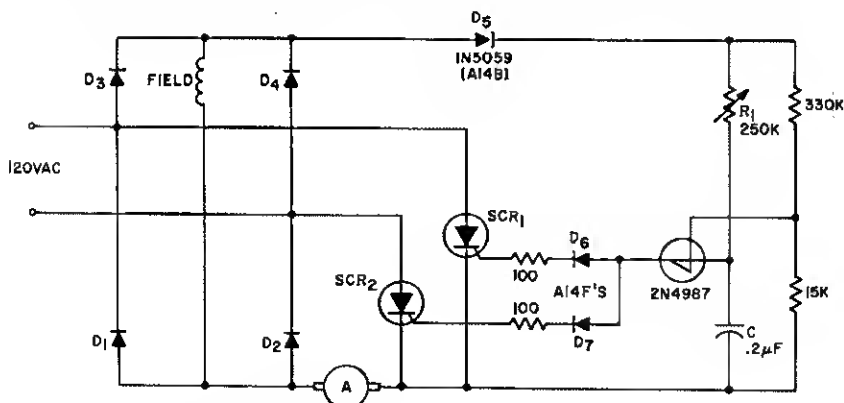 D5
1N5059
(A14B)
D3
FIELD
D4
R1
250K
330K
120VAC
SCR1
D6
100
A14F'S
2N4987
SCR2
100
D7
15K
C
.2µF
D1
D2
A